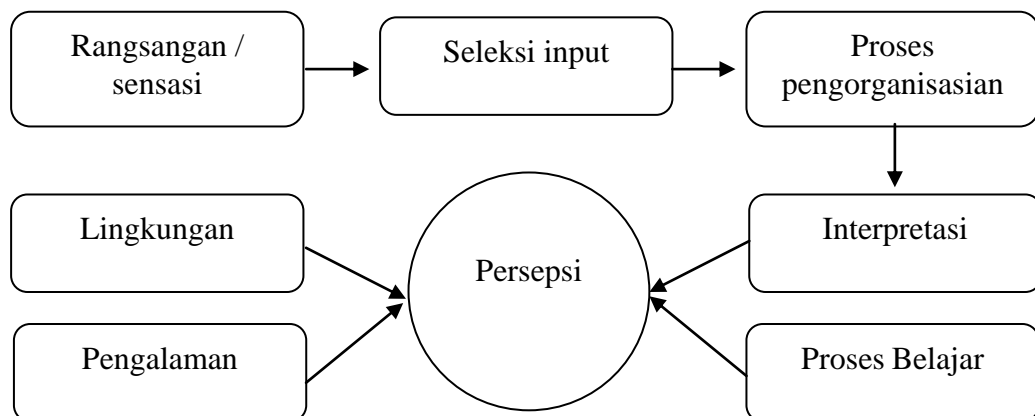 Rangsangan /
sensasi
Seleksi input
Proses
pengorganisasian
Lingkungan
Persepsi
Interpretasi
Pengalaman
Proses Belajar